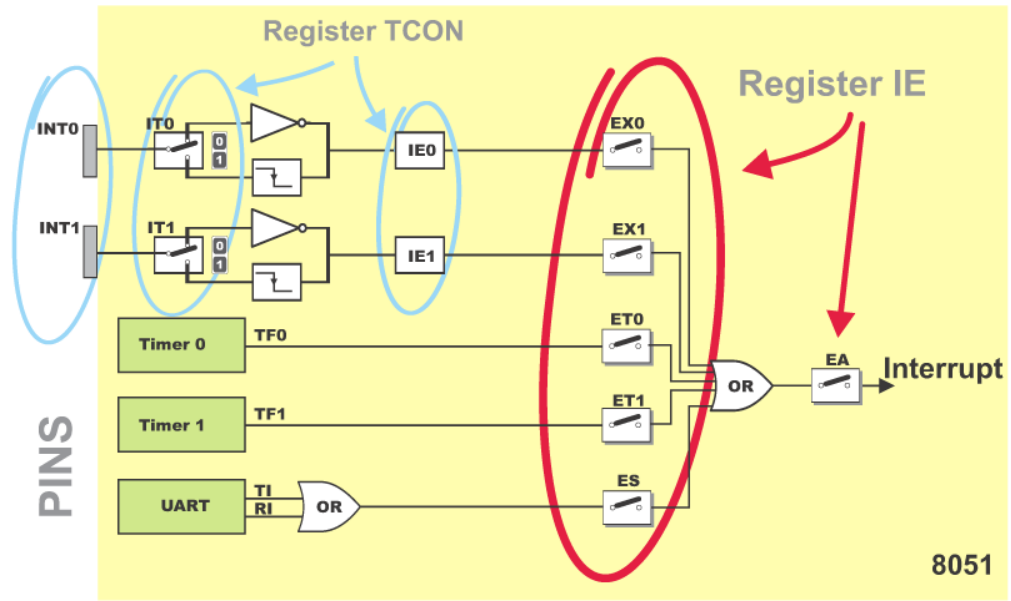 Register TCON
Register IE
INT0
IT0
0
1
IE0
EX0
INT1
IT1
0
1
IE1
EX1
Timer 0
TF0
ET0
EA
Interrupt
OR
Timer 1
TF1
ET1
PINS
UART
TI
RI
OR
ES
8051